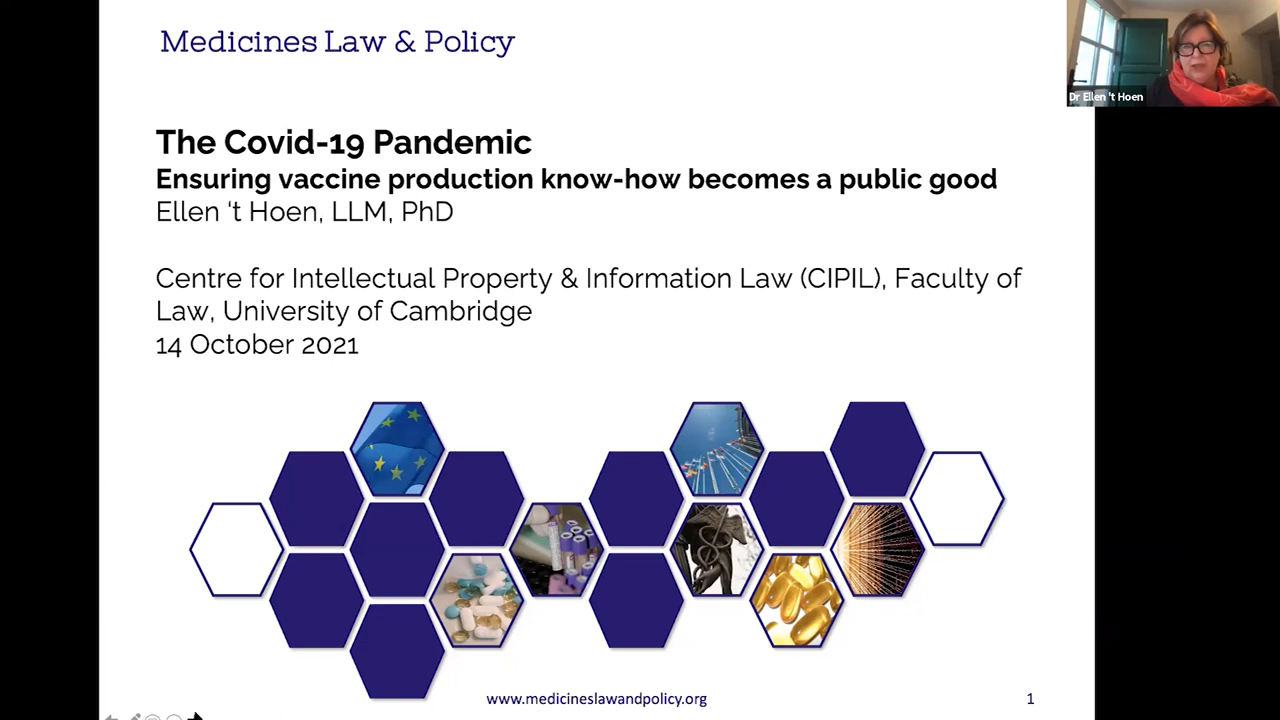 Medicines Law & Policy
Dr Ellen 't Hoen
The Covid-19 Pandemic
Ensuring vaccine production know-how becomes a public good
Ellen ‘t Hoen, LLM, PhD
Centre for Intellectual Property & Information Law (CIPIL), Faculty of
Law, University of Cambridge
14 October 2021
www.medicineslawandpolicy.org
1